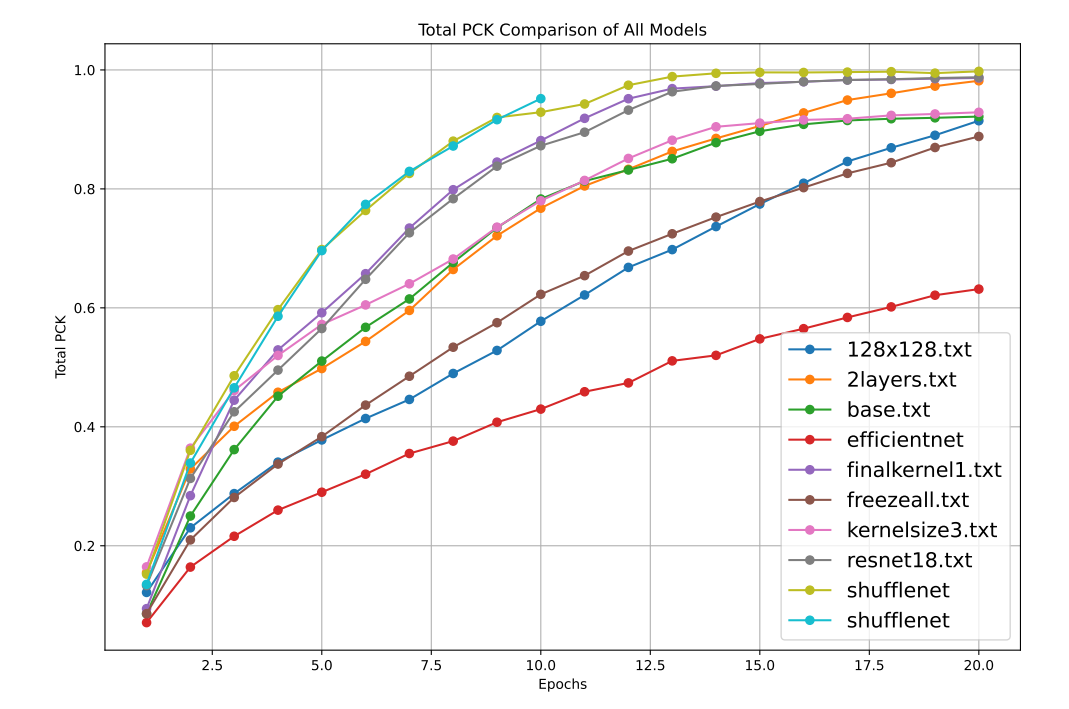 Total PCK Comparison of All Models
1.0
0.8
0.6
0.4
0.2
Total PCK
2.5 5.0 7.5 10.0 12.5 15.0 17.5 20.0
Epochs
128x128.txt
2layers.txt
base.txt
efficientnet
finalkernel1.txt
freezeall.txt
kernelsize3.txt
resnet18.txt
shufflenet
shufflenet